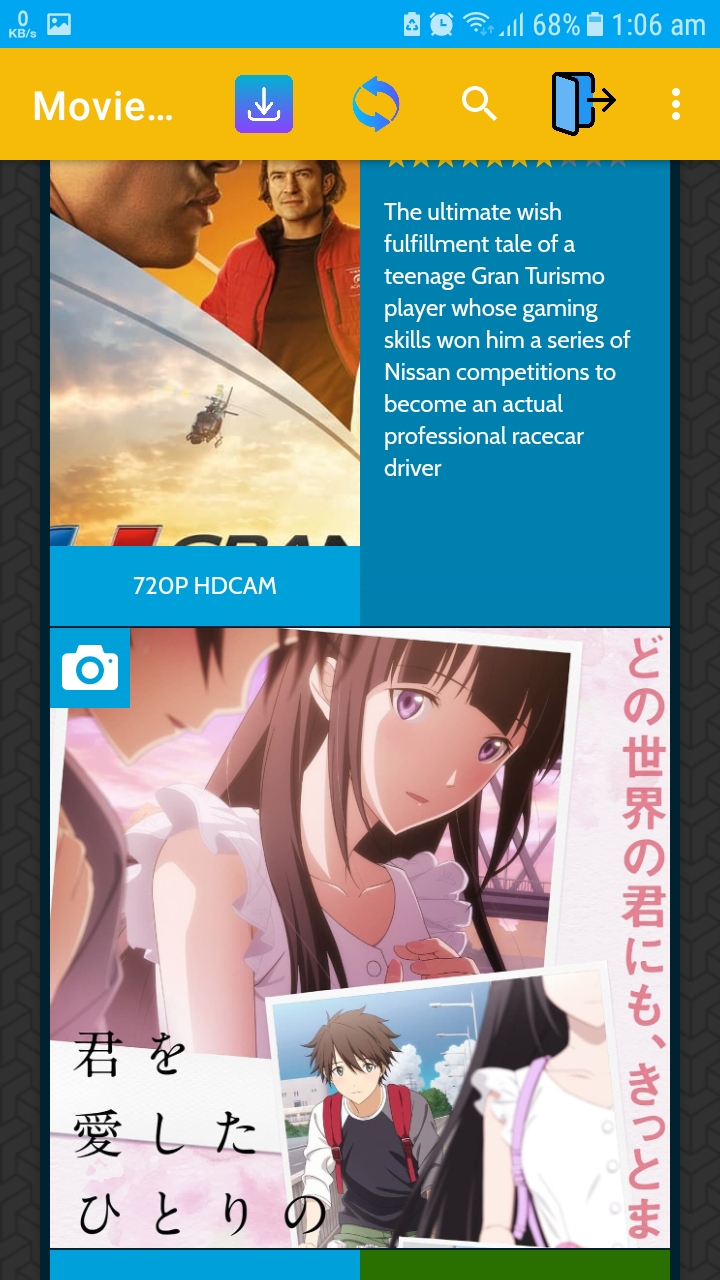 0
KB/s
68%
1:06 am
Movie...
The ultimate wish
fulfillment tale of a
teenage Gran Turismo
player whose gaming
skills won him a series of
Nissan competitions to
become an actual
professional racecar
driver
GRAN
720P HDCAM
どの世界の君にも、きっとま
君を
愛した
ひとりの